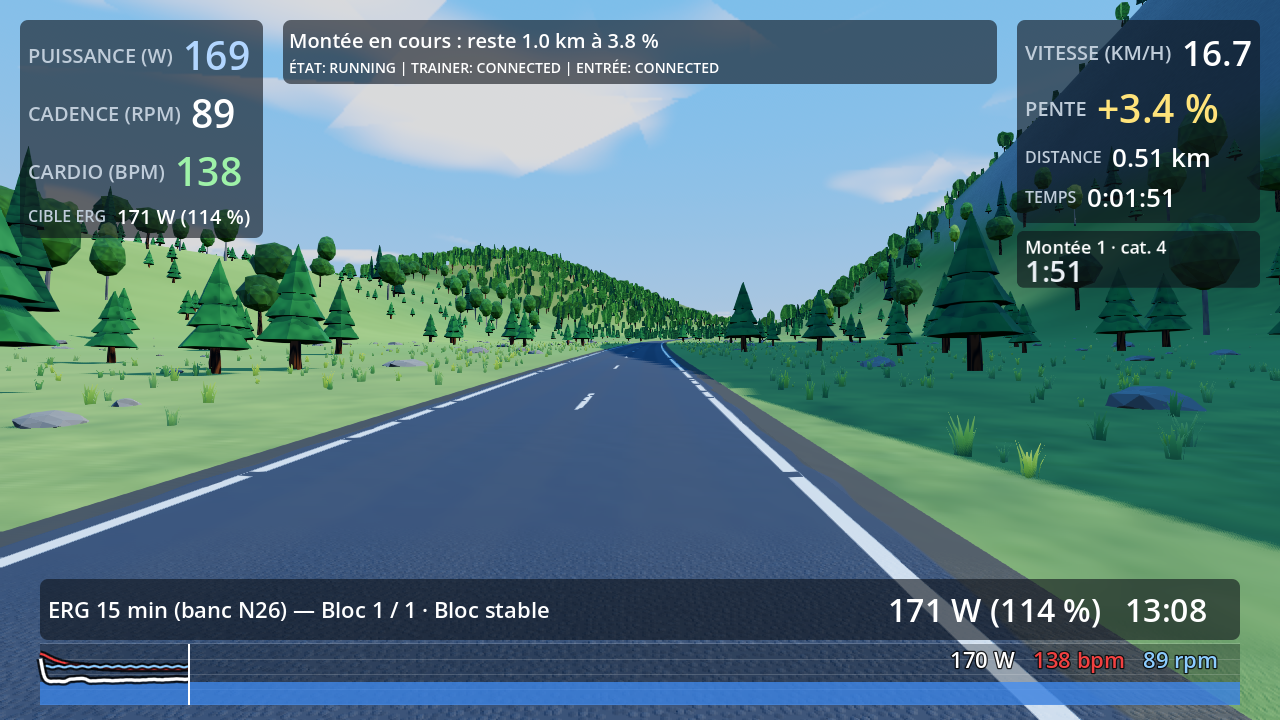 PUISSANCE (W) 169
CADENCE (RPM) 89
CARDIO (BPM) 138
CIBLE ERG 171 W (114 %)
Montée en cours : reste 1.0 km à 3.8 %
ÉTAT: RUNNING | TRAINER: CONNECTED | ENTRÉE: CONNECTED
VITESSE (KM/H) 16.7
PENTE +3.4 %
DISTANCE 0.51 km
TEMPS 0:01:51
Montée 1 · cat. 4
1:51
ERG 15 min (banc N26) — Bloc 1 / 1 · Bloc stable 171 W (114 %) 13:08
170 W 138 bpm 89 rpm